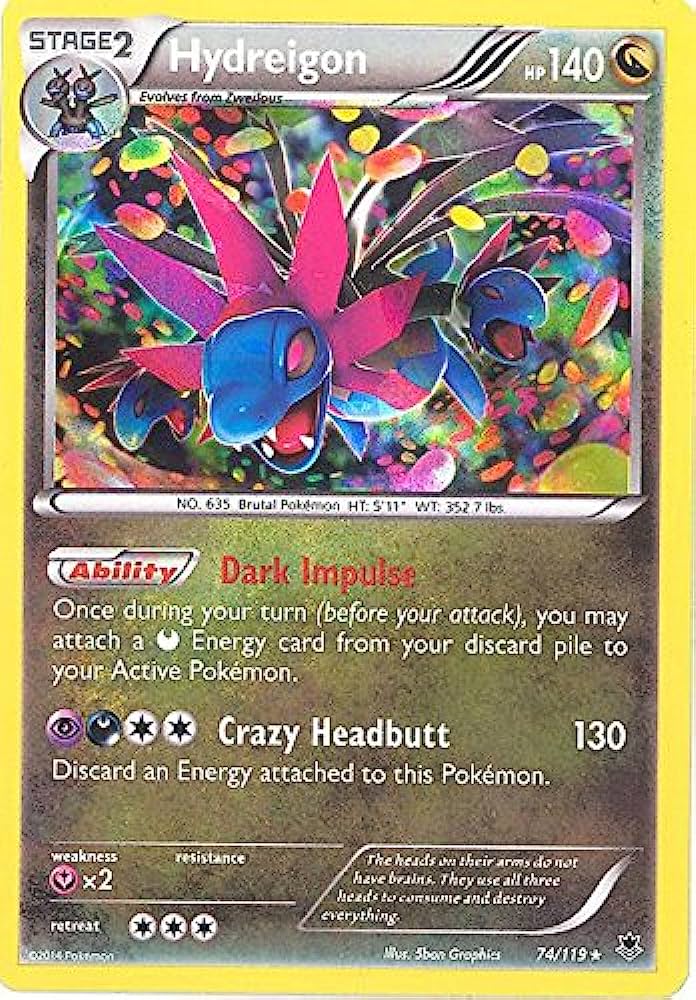 STAGE2
Hydreigon
HP140
Evolves from Zweilous
NO. 635 Brutal Pokémon HT: 5'11" WT: 352.7 lbs.
Ability Dark Impulse
Once during your turn (before your attack), you may
attach a Energy card from your discard pile to
your Active Pokémon.
Crazy Headbutt 130
Discard an Energy attached to this Pokémon.
weakness resistance
×2
retreat
The heads on their arms do not
have brains. They use all three
heads to consume and destroy
everything.
©2014 Pokémon
Illus. 5ban Graphics
74/119 ★